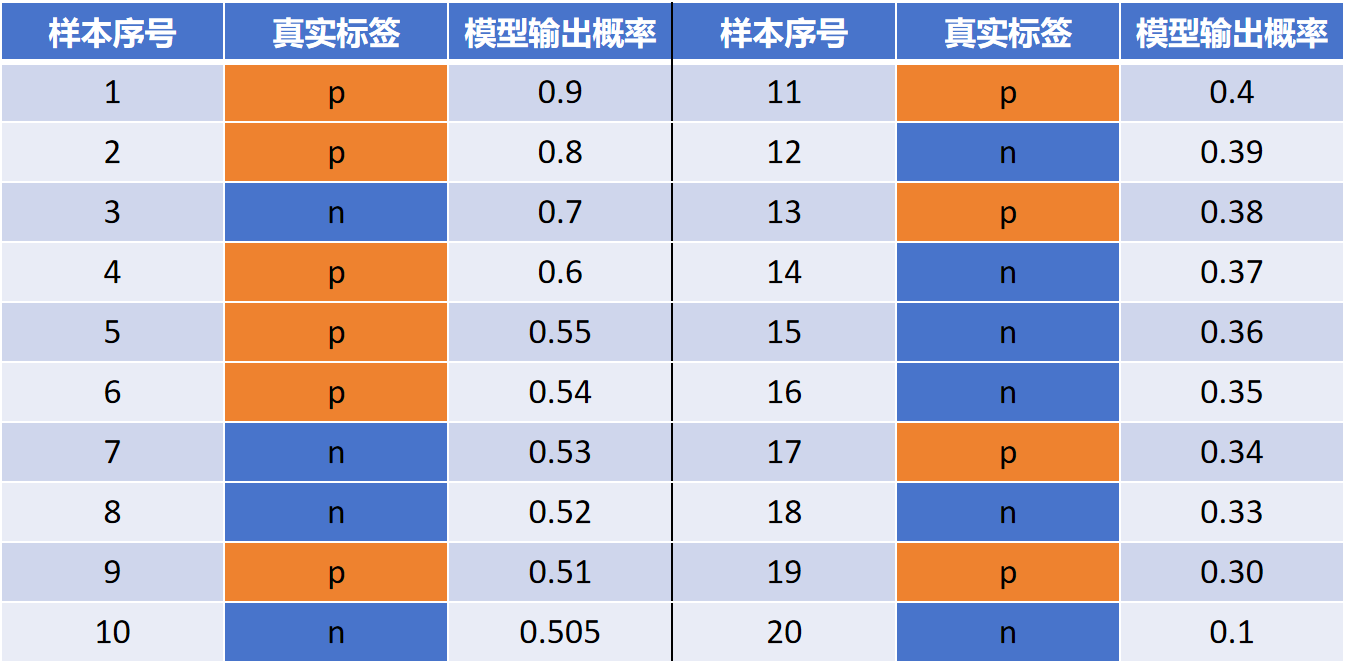 样本序号 真实标签 模型输出概率 样本序号 真实标签 模型输出概率
1 p 0.9 11 p 0.4
2 p 0.8 12 n 0.39
3 n 0.7 13 p 0.38
4 p 0.6 14 n 0.37
5 p 0.55 15 n 0.36
6 p 0.54 16 n 0.35
7 n 0.53 17 p 0.34
8 n 0.52 18 n 0.33
9 p 0.51 19 p 0.30
10 n 0.505 20 n 0.1